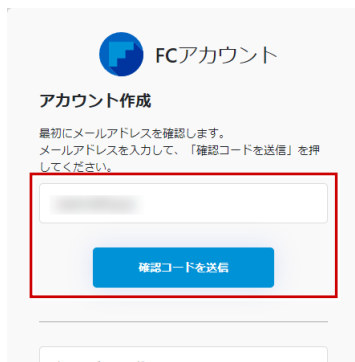 FCアカウント
アカウント作成
最初にメールアドレスを確認します。
メールアドレスを入力して、「確認コードを送信」を押
してください。
確認コードを送信